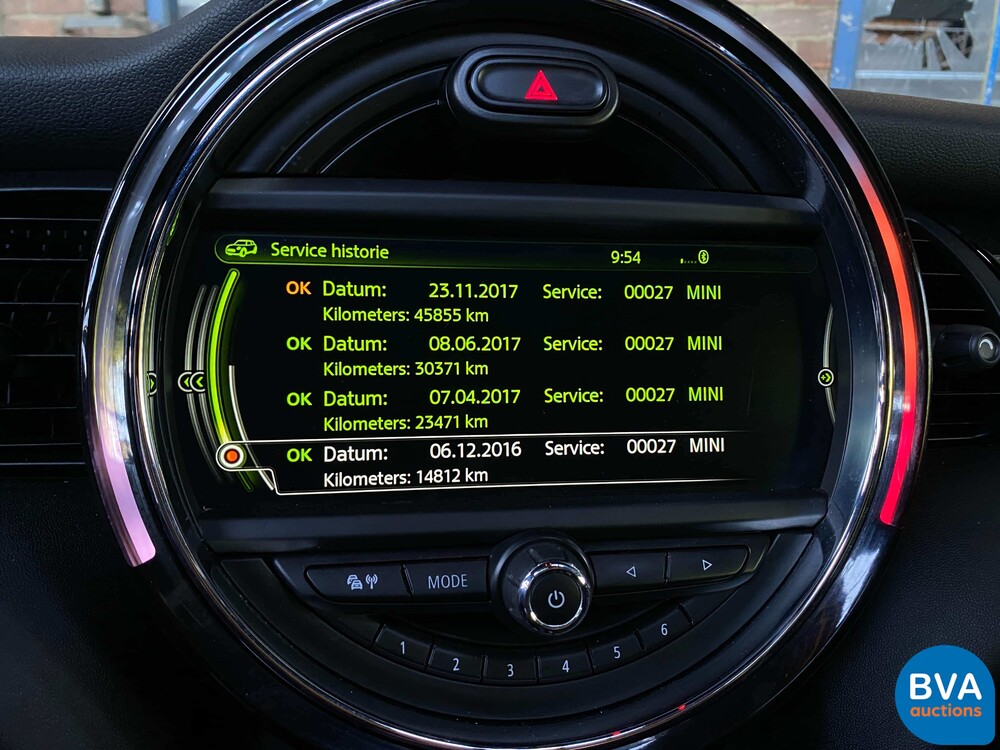 Service historie 9:54
OK Datum: 23.11.2017 Service: 00027 MINI
Kilometers: 45855 km
OK Datum: 08.06.2017 Service: 00027 MINI
Kilometers: 30371 km
OK Datum: 07.04.2017 Service: 00027 MINI
Kilometers: 23471 km
OK Datum: 06.12.2016 Service: 00027 MINI
Kilometers: 14812 km
MODE
1 2 3 4 5 6
BVA
auctions